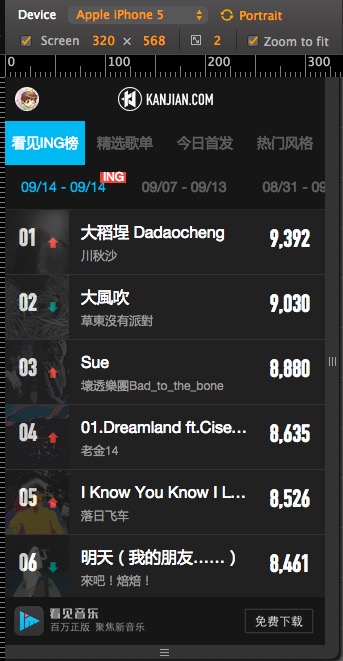 Device Apple iPhone 5 Portrait
Screen 320 × 568 2 Zoom to fit
0 100 200 300
KANJIAN.COM
看见ING榜 精选歌单 今日首发 热门风格
ING
09/14 - 09/14 09/07 - 09/13 08/31 - 09
01 大稻埕 Dadaocheng 9,392
川秋沙
02 大風吹 9,030
草東沒有派對
03 Sue 8,880
壞透樂團Bad_to_the_bone
04 01.Dreamland ft.Cise... 8,635
老金14
05 I Know You Know I L... 8,526
落日飞车
06 明天（我的朋友……） 8,461
來吧！焙焙！
看见音乐
百万正版 聚焦新音乐 免费下载